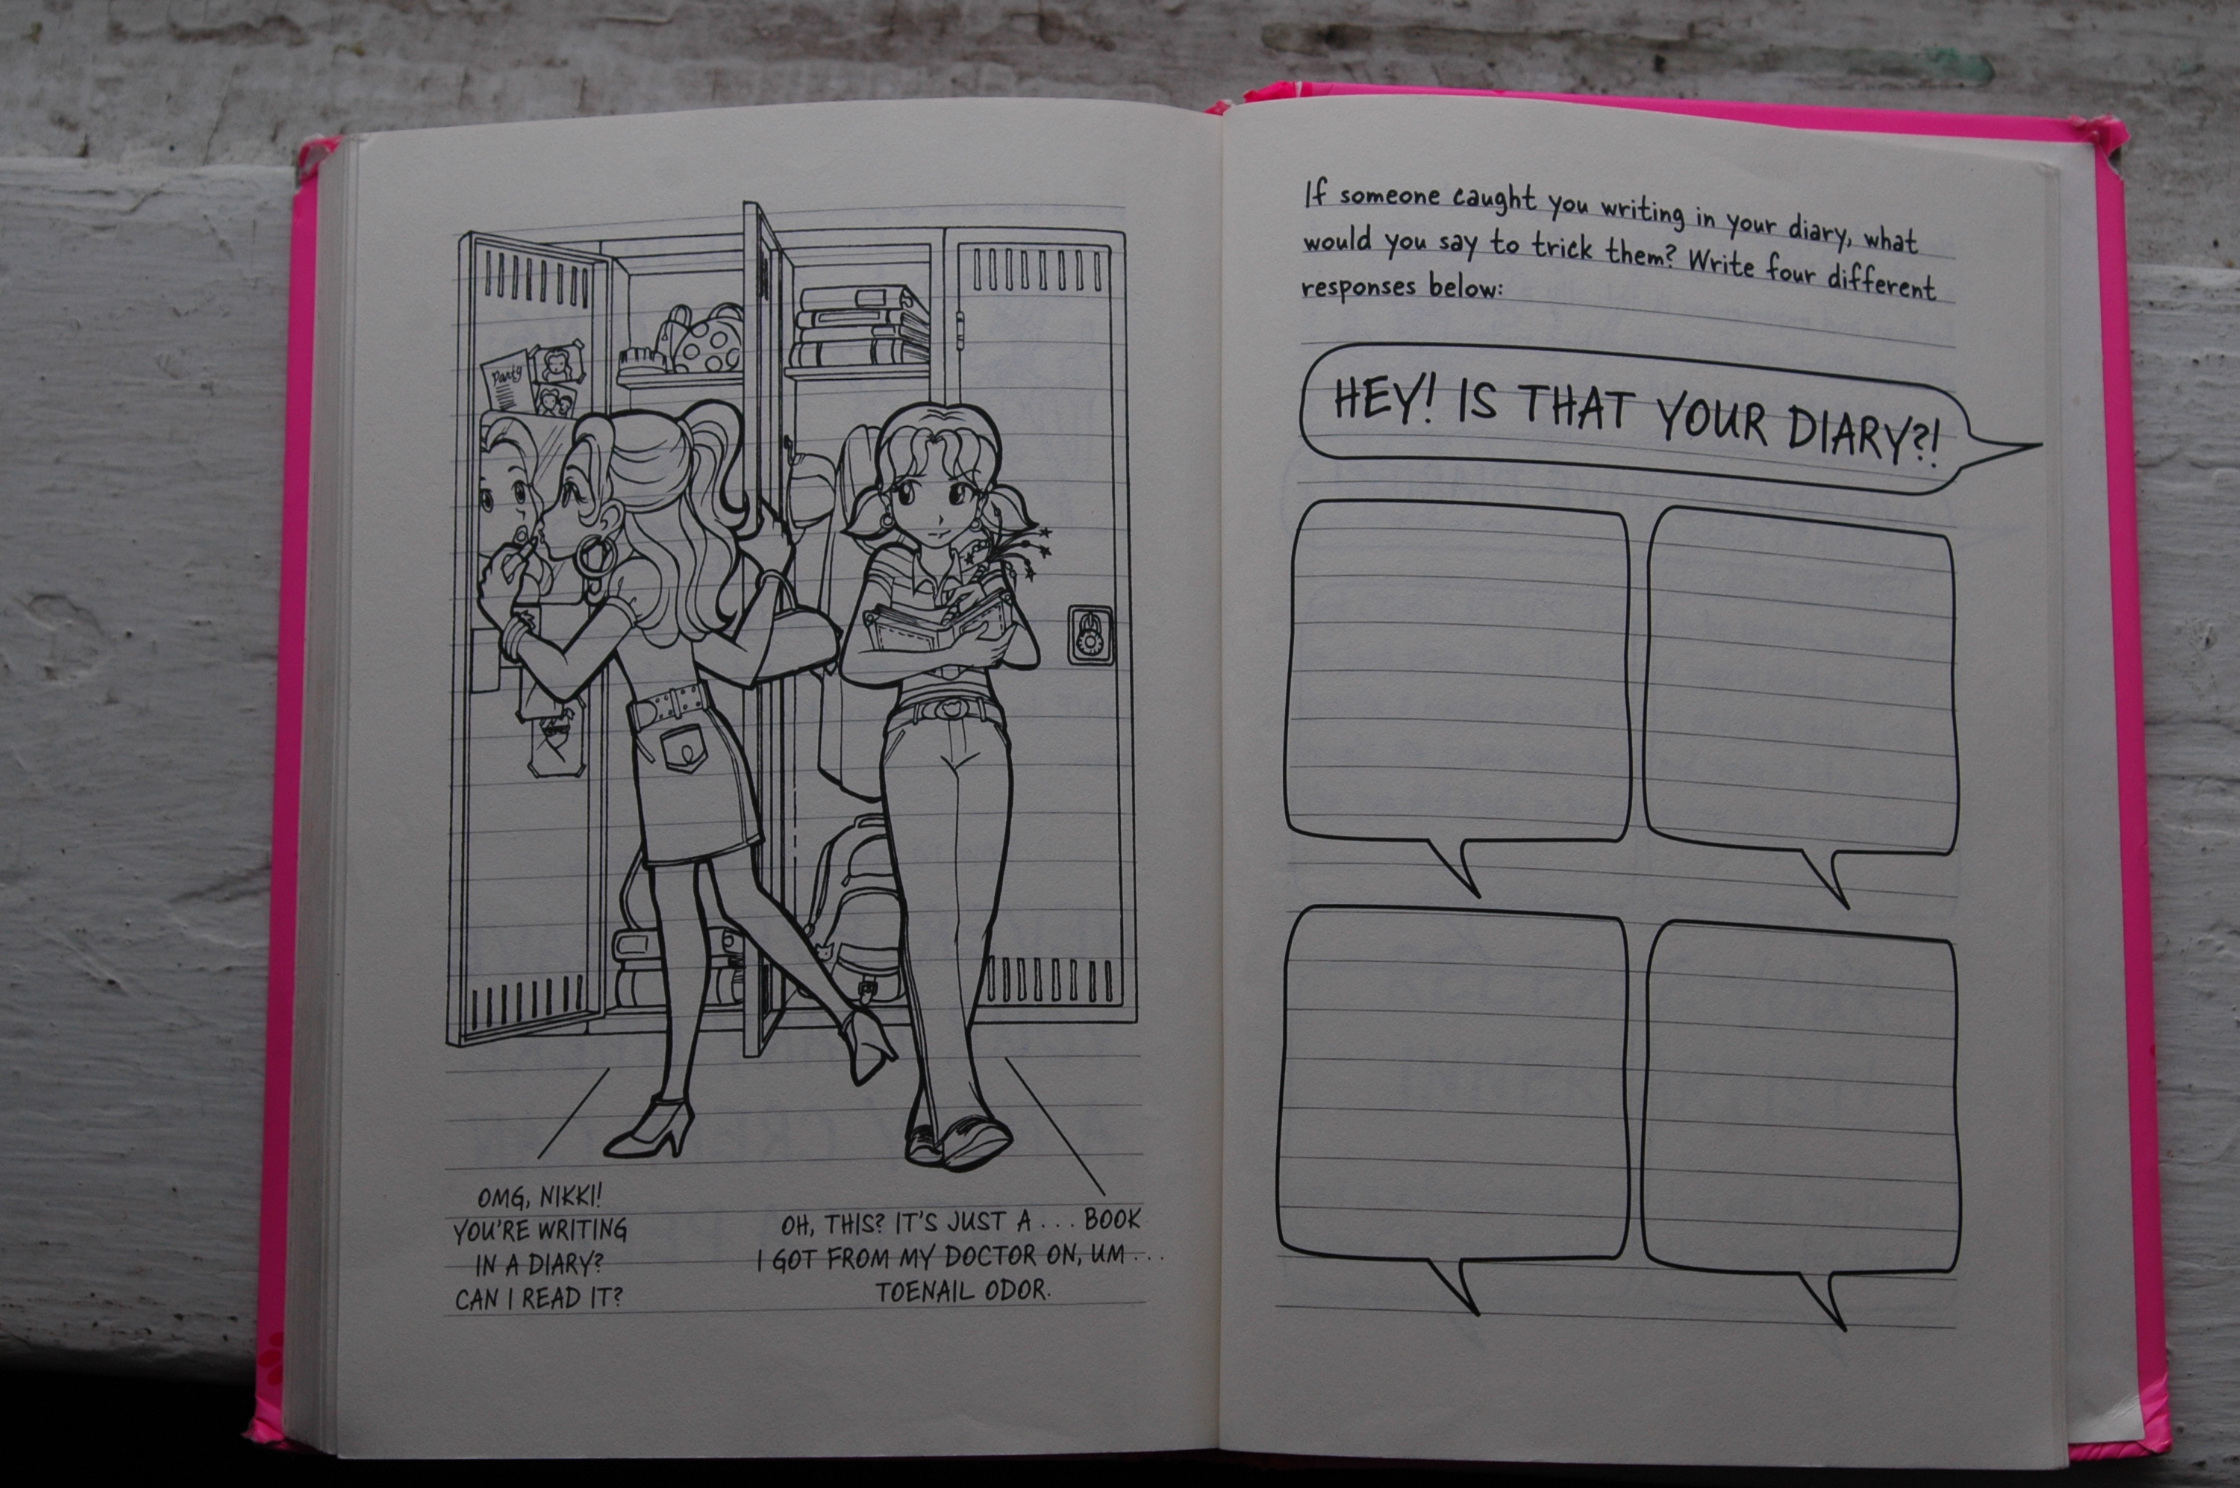 Party
OMG, NIKKI!
YOU'RE WRITING
IN A DIARY?
CAN I READ IT?
OH, THIS? IT'S JUST A . . . BOOK
I GOT FROM MY DOCTOR ON, UM . . .
TOENAIL ODOR.
If someone caught you writing in your diary, what
would you say to trick them? Write four different
responses below:
HEY! IS THAT YOUR DIARY?!